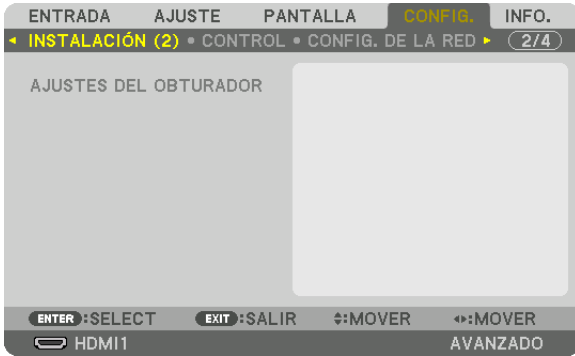 ENTRADA AJUSTE PANTALLA CONFIG. INFO.
◂ INSTALACIÓN (2) • CONTROL • CONFIG. DE LA RED ▸ 2/4
AJUSTES DEL OBTURADOR
ENTER :SELECT EXIT :SALIR ♦:MOVER ◂▸:MOVER
HDMI1 AVANZADO